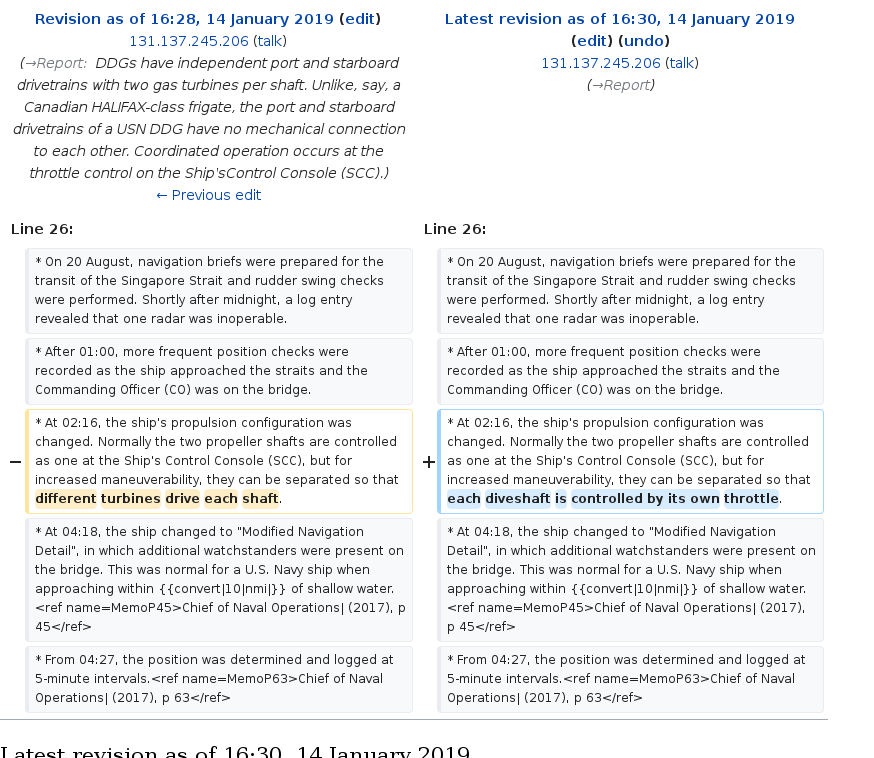 Revision as of 16:28, 14 January 2019 (edit)
131.137.245.206 (talk)
(→Report:  DDGs have independent port and starboard
drivetrains with two gas turbines per shaft. Unlike, say, a
Canadian HALIFAX-class frigate, the port and starboard
drivetrains of a USN DDG have no mechanical connection
to each other. Coordinated operation occurs at the
throttle control on the Ship'sControl Console (SCC).)
← Previous edit
Latest revision as of 16:30, 14 January 2019
(edit) (undo)
131.137.245.206 (talk)
(→Report)
Line 26:
Line 26:
* On 20 August, navigation briefs were prepared for the
transit of the Singapore Strait and rudder swing checks
were performed. Shortly after midnight, a log entry
revealed that one radar was inoperable.
* On 20 August, navigation briefs were prepared for the
transit of the Singapore Strait and rudder swing checks
were performed. Shortly after midnight, a log entry
revealed that one radar was inoperable.
* After 01:00, more frequent position checks were
recorded as the ship approached the straits and the
Commanding Officer (CO) was on the bridge.
* After 01:00, more frequent position checks were
recorded as the ship approached the straits and the
Commanding Officer (CO) was on the bridge.
−
* At 02:16, the ship's propulsion configuration was
changed. Normally the two propeller shafts are controlled
as one at the Ship's Control Console (SCC), but for
increased maneuverability, they can be separated so that
different turbines drive each shaft.
+
* At 02:16, the ship's propulsion configuration was
changed. Normally the two propeller shafts are controlled
as one at the Ship's Control Console (SCC), but for
increased maneuverability, they can be separated so that
each diveshaft is controlled by its own throttle.
* At 04:18, the ship changed to "Modified Navigation
Detail", in which additional watchstanders were present on
the bridge. This was normal for a U.S. Navy ship when
approaching within {{convert|10|nmi|}} of shallow water.
<ref name=MemoP45>Chief of Naval Operations| (2017), p
45</ref>
* At 04:18, the ship changed to "Modified Navigation
Detail", in which additional watchstanders were present on
the bridge. This was normal for a U.S. Navy ship when
approaching within {{convert|10|nmi|}} of shallow water.
<ref name=MemoP45>Chief of Naval Operations| (2017),
p 45</ref>
* From 04:27, the position was determined and logged at
5-minute intervals.<ref name=MemoP63>Chief of Naval
Operations| (2017), p 63</ref>
* From 04:27, the position was determined and logged at
5-minute intervals.<ref name=MemoP63>Chief of Naval
Operations| (2017), p 63</ref>
Latest revision as of 16:30, 14 January 2019